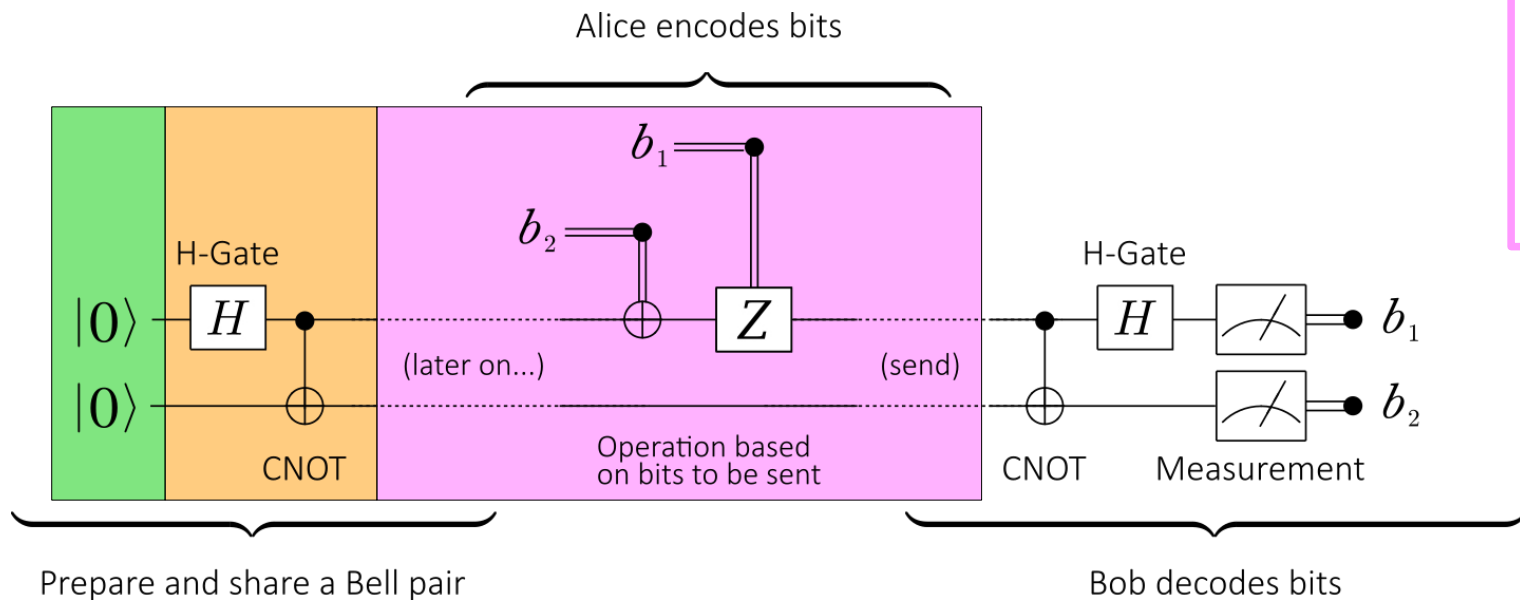 Alice encodes bits
b₁
b₂
H-Gate
H-Gate
|0⟩ H Z H b₁
(later on...) (send)
|0⟩ b₂
Operation based
on bits to be sent
CNOT CNOT Measurement
Prepare and share a Bell pair Bob decodes bits